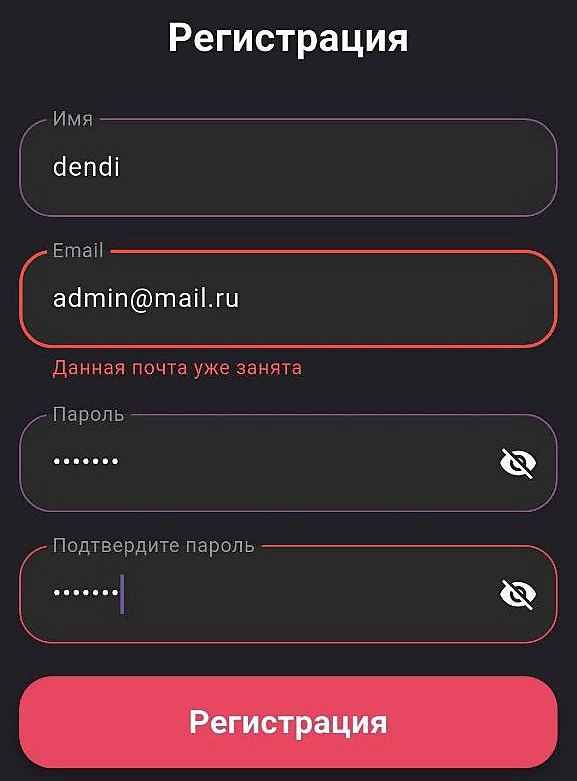 Регистрация
Имя
dendi
Email
admin@mail.ru
Данная почта уже занята
Пароль
•••••••
Подтвердите пароль
•••••••
Регистрация